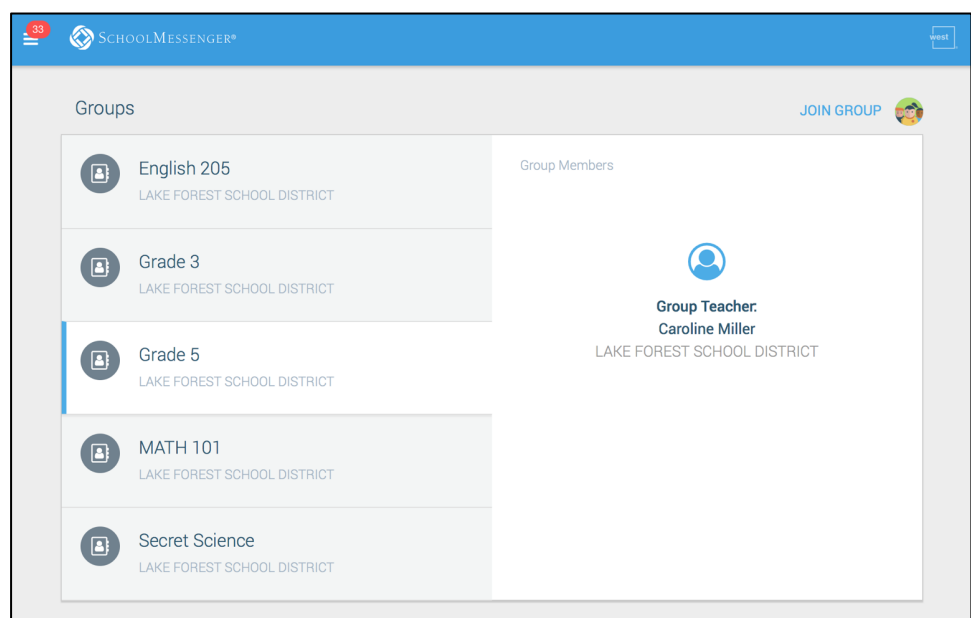 33
SCHOOLMESSENGER®
west
Groups
JOIN GROUP
English 205
LAKE FOREST SCHOOL DISTRICT
Grade 3
LAKE FOREST SCHOOL DISTRICT
Grade 5
LAKE FOREST SCHOOL DISTRICT
MATH 101
LAKE FOREST SCHOOL DISTRICT
Secret Science
LAKE FOREST SCHOOL DISTRICT
Group Members
Group Teacher:
Caroline Miller
LAKE FOREST SCHOOL DISTRICT